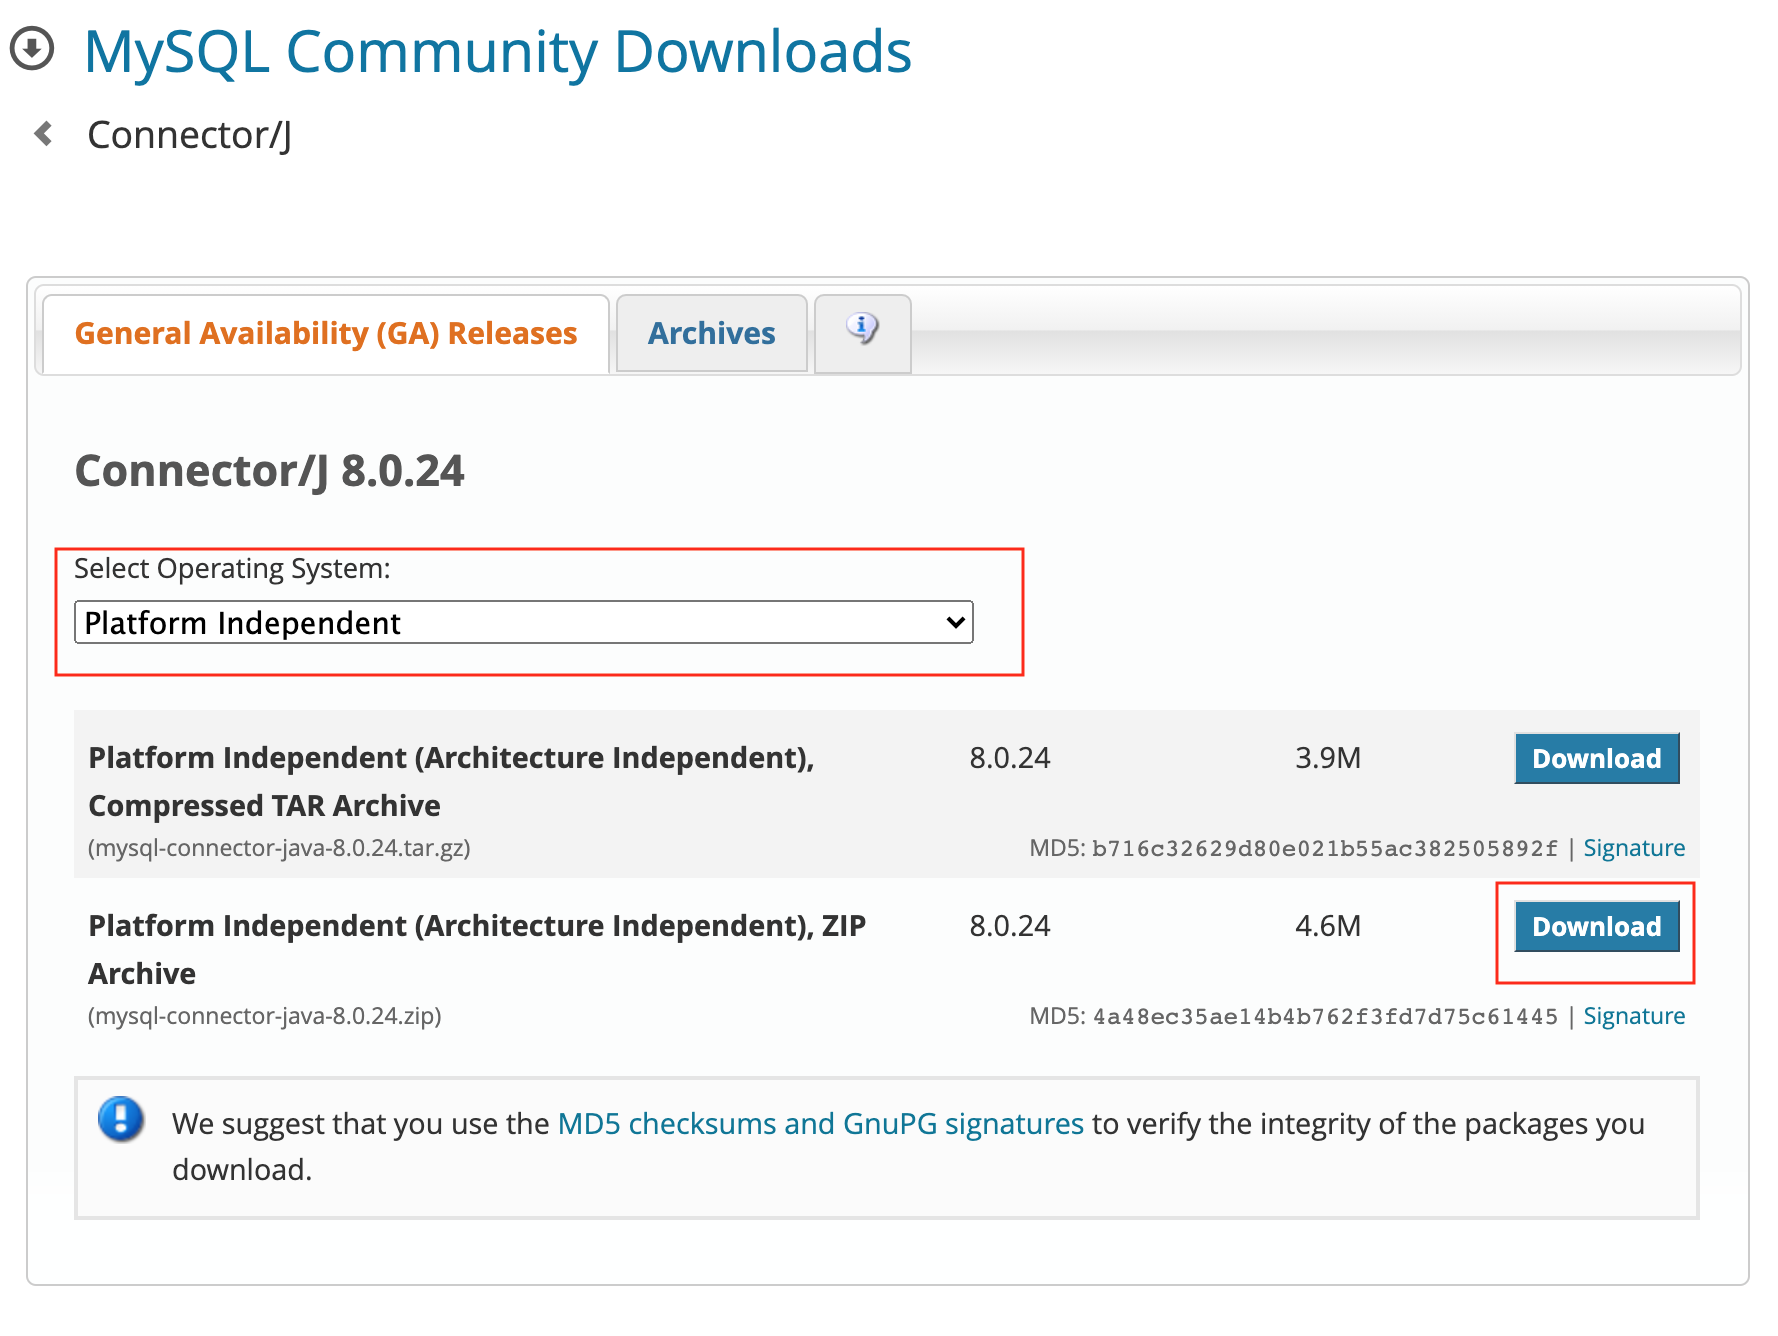 MySQL Community Downloads
Connector/J
General Availability (GA) Releases
Archives
Connector/J 8.0.24
Select Operating System:
Platform Independent
Platform Independent (Architecture Independent), 8.0.24 3.9M Download
Compressed TAR Archive
(mysql-connector-java-8.0.24.tar.gz) MD5: b716c32629d80e021b55ac382505892f | Signature
Platform Independent (Architecture Independent), ZIP 8.0.24 4.6M Download
Archive
(mysql-connector-java-8.0.24.zip) MD5: 4a48ec35ae14b4b762f3fd7d75c61445 | Signature
We suggest that you use the MD5 checksums and GnuPG signatures to verify the integrity of the packages you
download.